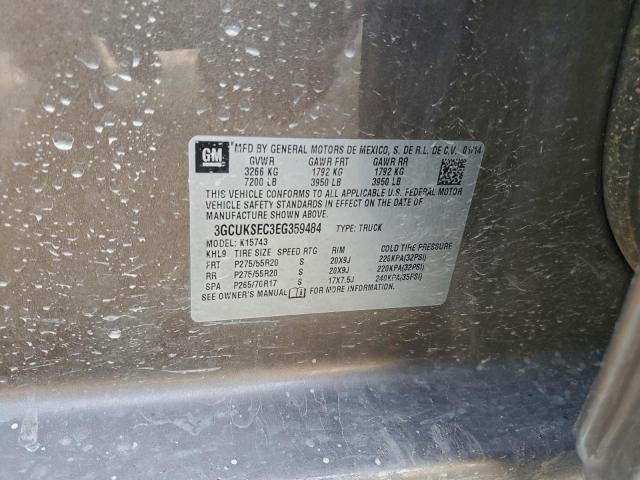 GM
MFD BY GENERAL MOTORS DE MEXICO, S. DE R.L. DE C.V.
GVWR GAWR FRT GAWR RR
3266 KG 1792 KG 1792 KG
7200 LB 3950 LB 3950 LB
THIS VEHICLE CONFORMS TO ALL APPLICABLE U.S. FEDERAL MOTOR
VEHICLE SAFETY STANDARDS IN EFFECT ON THE DATE OF
MANUFACTURE SHOWN ABOVE.
3GCUKSEC3EG359484 TYPE: TRUCK
MODEL: K15743
KHL9 TIRE SIZE SPEED RTG RIM COLD TIRE PRESSURE
FRT P275/55R20 S 20X9J 220KPA(32PSI)
RR P275/55R20 S 20X9J 220KPA(32PSI)
SPA P265/70R17 S 17X7.5J 240KPA(35PSI)
SEE OWNER'S MANUAL FOR MORE INFORMATION.